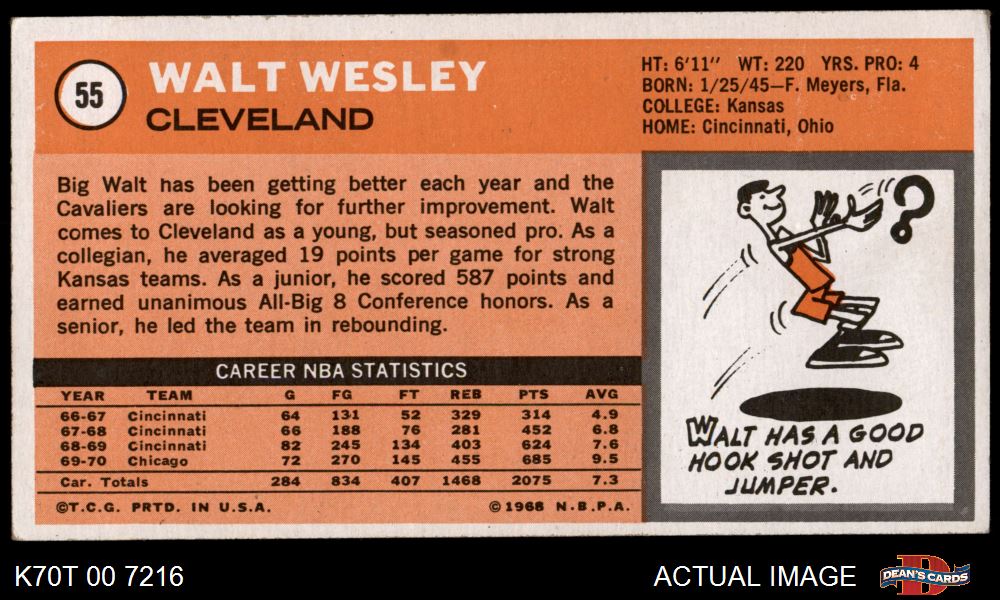 55
WALT WESLEY
CLEVELAND
HT: 6'11" WT: 220 YRS. PRO: 4
BORN: 1/25/45—F. Meyers, Fla.
COLLEGE: Kansas
HOME: Cincinnati, Ohio
Big Walt has been getting better each year and the
Cavaliers are looking for further improvement. Walt
comes to Cleveland as a young, but seasoned pro. As a
collegian, he averaged 19 points per game for strong
Kansas teams. As a junior, he scored 587 points and
earned unanimous All-Big 8 Conference honors. As a
senior, he led the team in rebounding.
CAREER NBA STATISTICS
YEAR TEAM G FG FT REB PTS AVG
66-67 Cincinnati 64 131 52 329 314 4.9
67-68 Cincinnati 66 188 76 281 452 6.8
68-69 Cincinnati 82 245 134 403 624 7.6
69-70 Chicago 72 270 145 455 685 9.5
Car. Totals 284 834 407 1468 2075 7.3
©T.C.G. PRTD. IN U.S.A. ©1968 N.B.P.A.
?
WALT HAS A GOOD
HOOK SHOT AND
JUMPER.
K70T 00 7216
ACTUAL IMAGE
D
DEAN'S CARDS